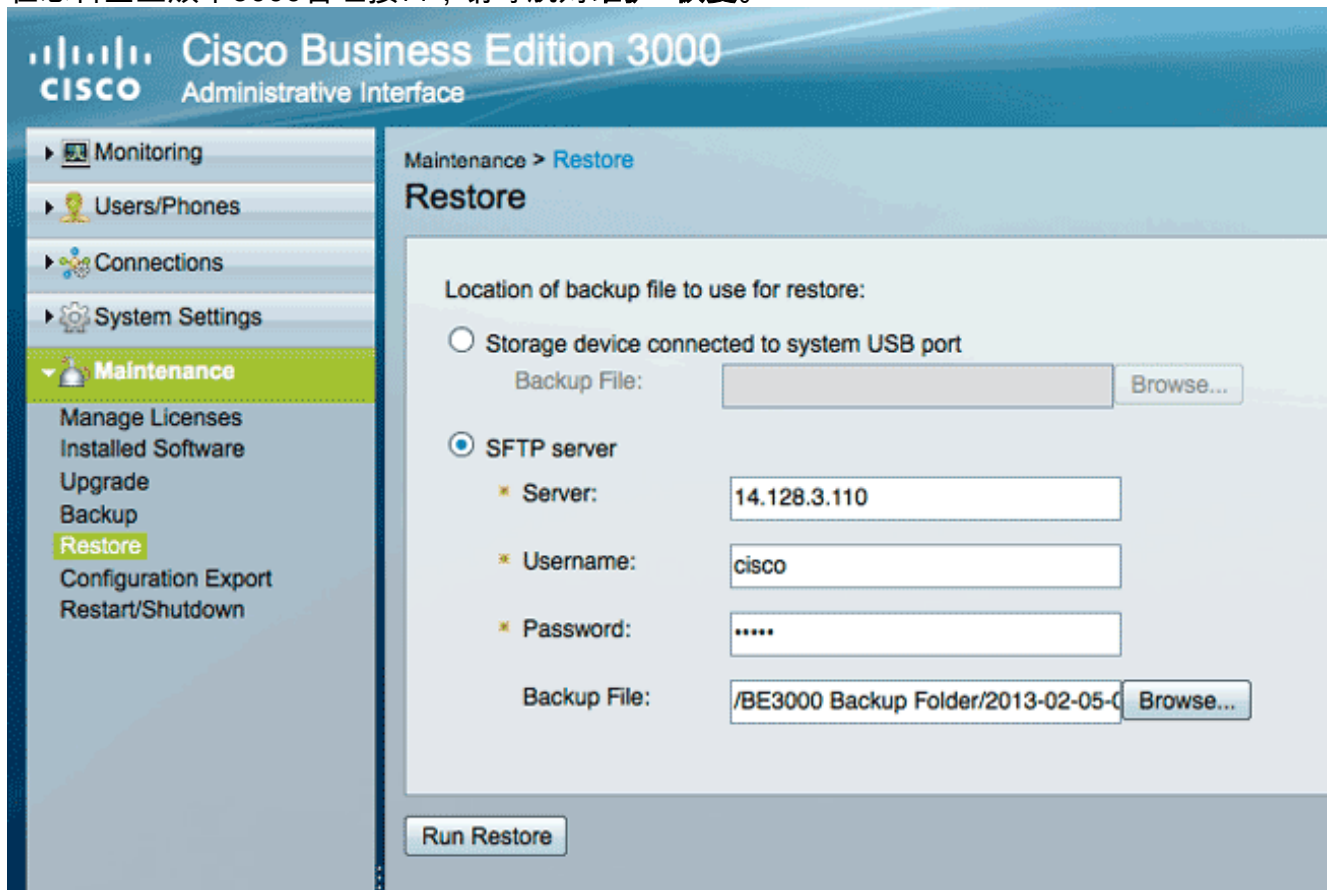 Cisco Business Edition 3000
CISCO Administrative Interface
Monitoring
Users/Phones
Connections
System Settings
Maintenance
Manage Licenses
Installed Software
Upgrade
Backup
Restore
Configuration Export
Restart/Shutdown
Maintenance > Restore
Restore
Location of backup file to use for restore:
Storage device connected to system USB port
Backup File: Browse...
SFTP server
* Server: 14.128.3.110
* Username: cisco
* Password: •••••
Backup File: /BE3000 Backup Folder/2013-02-05- Browse...
Run Restore